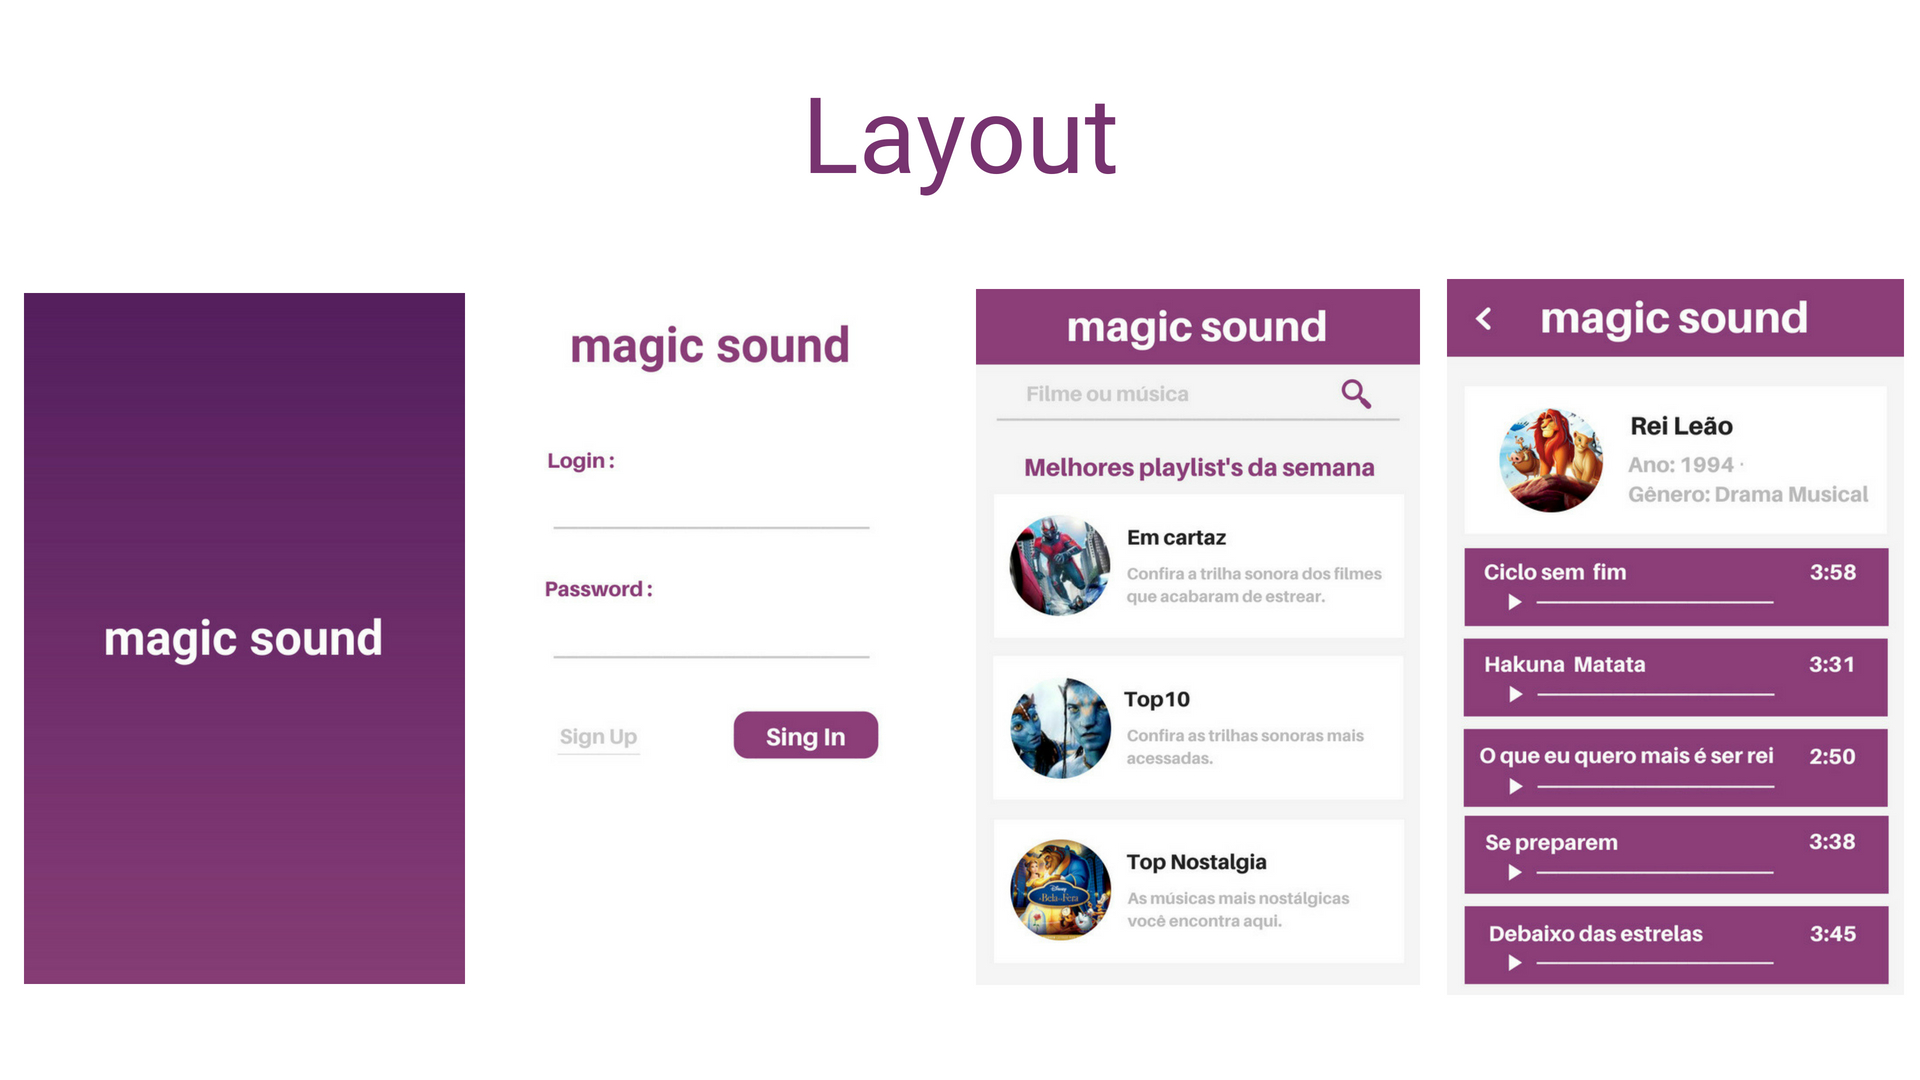 Layout
magic sound
magic sound
Login :
Password :
Sign Up
Sing In
magic sound
Filme ou música
Melhores playlist's da semana
Em cartaz
Confira a trilha sonora dos filmes
que acabaram de estrear.
Top10
Confira as trilhas sonoras mais
acessadas.
Disney
A Bela e a Fera
Top Nostalgia
As músicas mais nostálgicas
você encontra aqui.
magic sound
Rei Leão
Ano: 1994 ·
Gênero: Drama Musical
Ciclo sem fim
3:58
Hakuna Matata
3:31
O que eu quero mais é ser rei
2:50
Se preparem
3:38
Debaixo das estrelas
3:45